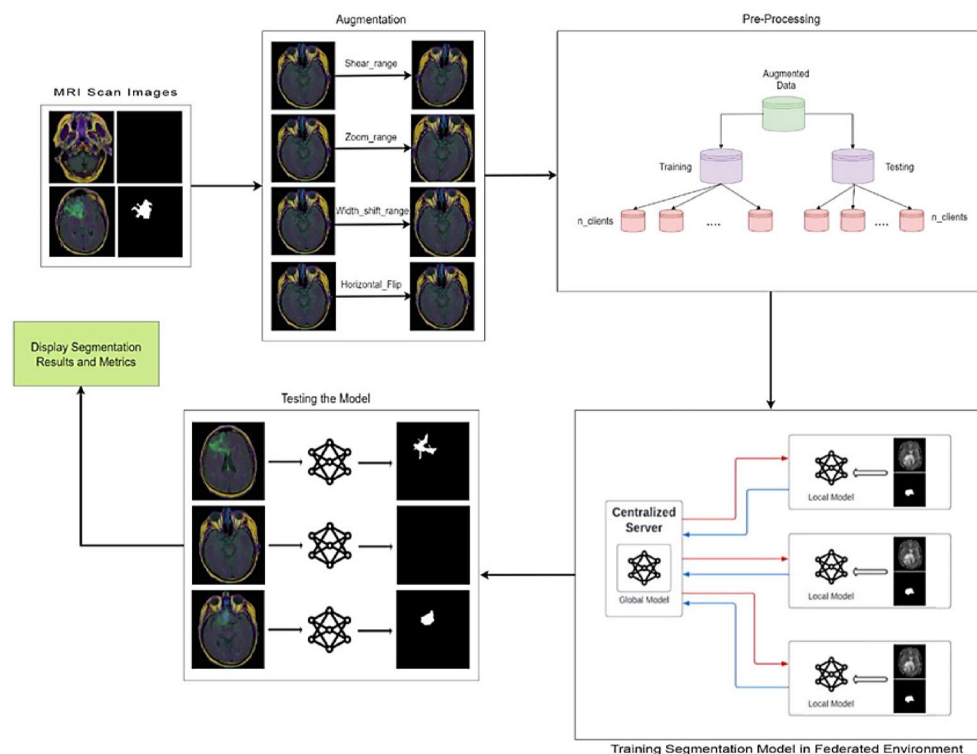 MRI Scan Images
Augmentation
Shear_range
Zoom_range
Width_shift_range
Horizontal_Flip
Pre-Processing
Augmented
Data
Training
Testing
n_clients
....
....
n_clients
Display Segmentation
Results and Metrics
Testing the Model
Centralized
Server
Global Model
Local Model
Local Model
Local Model
Training Segmentation Model in Federated Environment